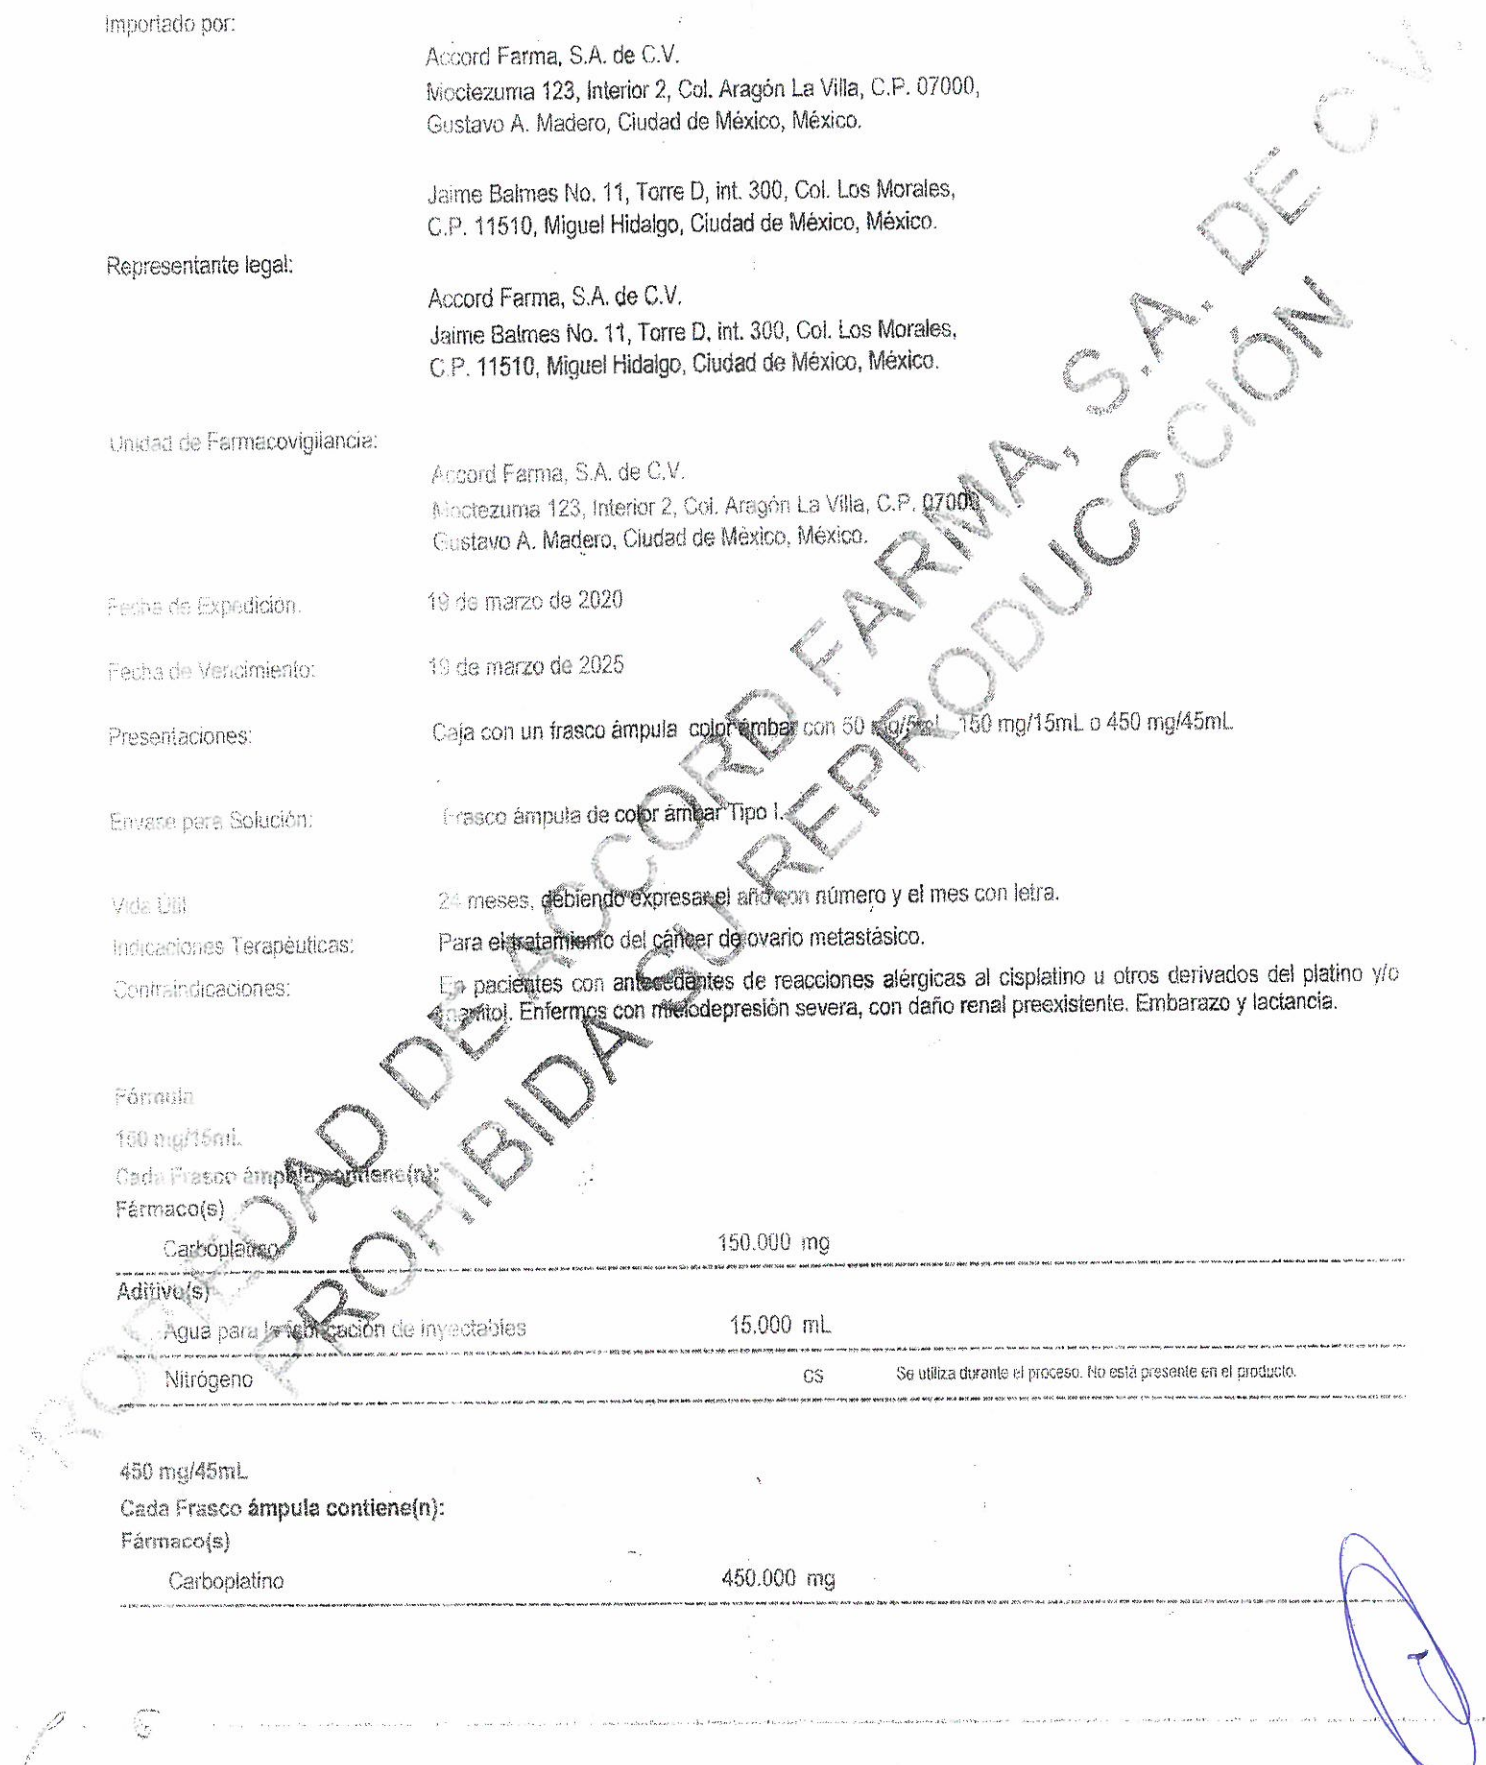 Importado por:
Accord Farma, S.A. de C.V.
Moctezuma 123, Interior 2, Col. Aragón La Villa, C.P. 07000,
Gustavo A. Madero, Ciudad de México, México.
Jaime Balmes No. 11, Torre D, int. 300, Col. Los Morales,
C.P. 11510, Miguel Hidalgo, Ciudad de México, México.
Representante legal:
Accord Farma, S.A. de C.V.
Jaime Balmes No. 11, Torre D, int. 300, Col. Los Morales,
C.P. 11510, Miguel Hidalgo, Ciudad de México, México.
Unidad de Farmacovigilancia:
Accord Farma, S.A. de C.V.
Moctezuma 123, Interior 2, Col. Aragón La Villa, C.P. 07000
Gustavo A. Madero, Ciudad de México, México.
Fecha de Expedición: 19 de marzo de 2020
Fecha de Vencimiento: 19 de marzo de 2025
Presentaciones: Caja con un frasco ámpula color ámbar con 50 mg/5mL, 150 mg/15mL o 450 mg/45mL
Envase para Solución: Frasco ámpula de color ámbar Tipo I.
Vida Útil 24 meses, debiendo expresar el año con número y el mes con letra.
Indicaciones Terapéuticas: Para el tratamiento del cáncer de ovario metastásico.
Contraindicaciones: En pacientes con antecedantes de reacciones alérgicas al cisplatino u otros derivados del platino y/o
manitol. Enfermos con mielodepresión severa, con daño renal preexistente. Embarazo y lactancia.
Fórmula
150 mg/15mL
Cada Frasco ámpula contiene(n):
Fármaco(s)
Carboplatino 150.000 mg
Aditivo(s)
Agua para la fabricación de inyectables 15.000 mL
Nitrógeno CS Se utiliza durante el proceso. No está presente en el producto.
450 mg/45mL
Cada Frasco ámpula contiene(n):
Fármaco(s)
Carboplatino 450.000 mg
PROPIEDAD DE ACCORD FARMA, S.A. DE C.V.
PROHIBIDA SU REPRODUCCCIÓN